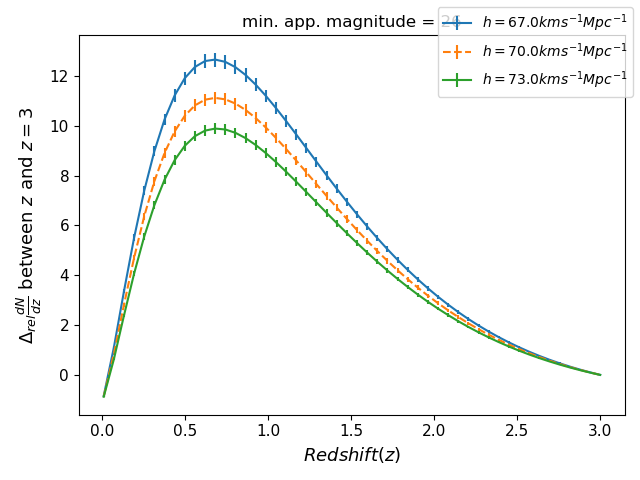 min. app. magnitude = 26
h = 67.0kms⁻¹Mpc⁻¹
h = 70.0kms⁻¹Mpc⁻¹
h = 73.0kms⁻¹Mpc⁻¹
Δ_rel dN/dz between z and z = 3
12
10
8
6
4
2
0
0.0 0.5 1.0 1.5 2.0 2.5 3.0
Redshift(z)